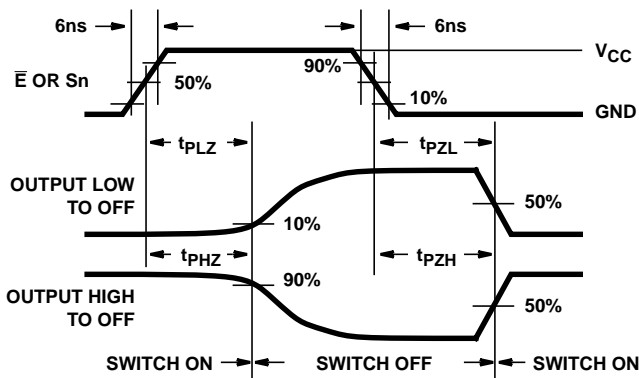 6ns
6ns
VCC
90%
E̅ OR Sn
50%
10%
GND
tPLZ
tPZL
OUTPUT LOW
TO OFF
50%
10%
tPHZ
tPZH
90%
OUTPUT HIGH
TO OFF
50%
SWITCH ON
SWITCH OFF
SWITCH ON